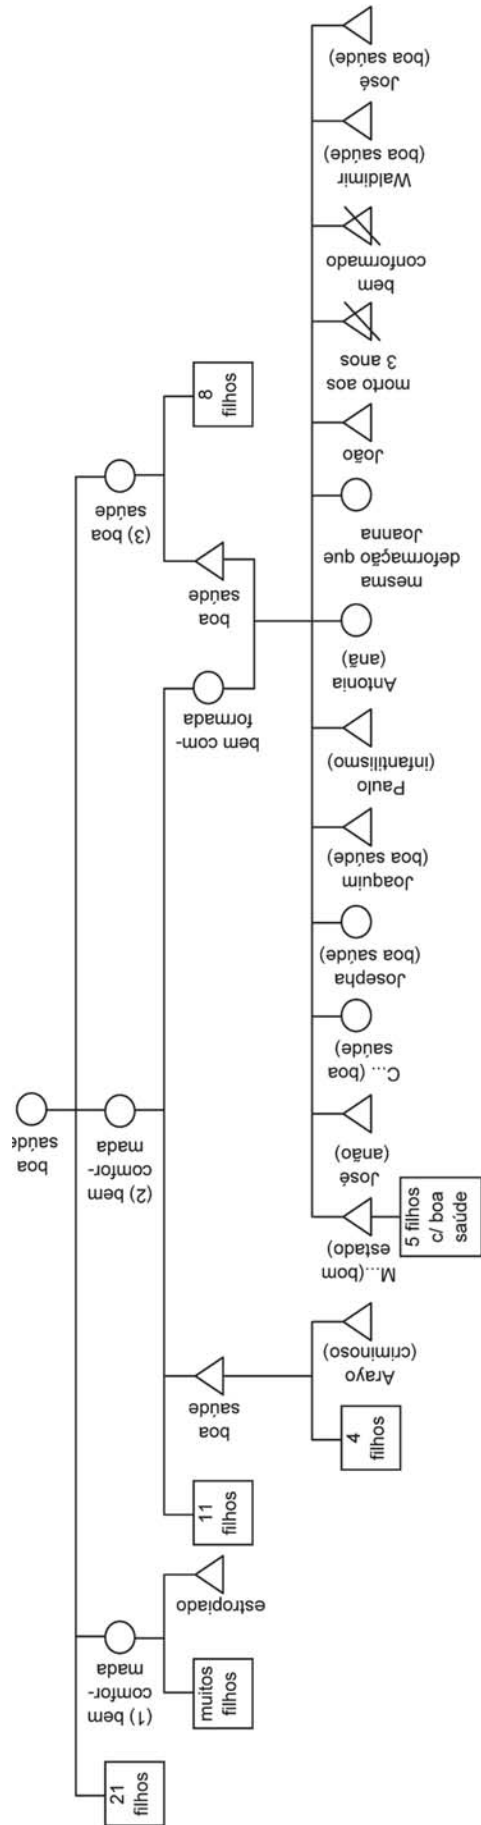 boa
saúde
21
filhos
(1) bem
comfor-
mada
(2) bem
comfor-
mada
(3) boa
saúde
muitos
filhos
estropiado
11
filhos
boa
saúde
bem com-
formada
boa
saúde
8
filhos
4
filhos
Arayo
(criminoso)
M...(bom
estado)
5 filhos
c/ boa
saúde
José
(anão)
C... (boa
saúde)
Josepha
(boa saúde)
Joaquim
(boa saúde)
Paulo
(infantilismo)
Antonia
(anã)
mesma
deformação que
Joanna
João
morto aos
3 anos
bem
conformado
Waldimir
(boa saúde)
José
(boa saúde)